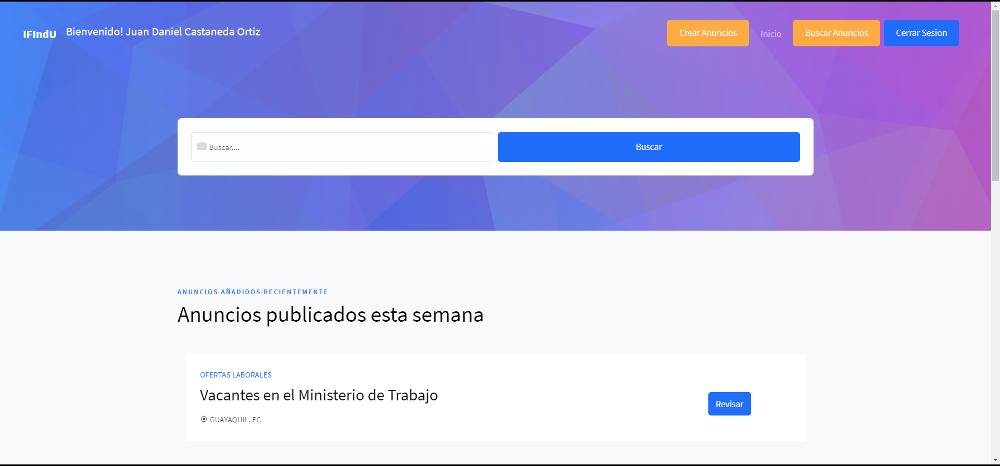 IFIndU Bienvenido! Juan Daniel Castaneda Ortiz Crear Anuncios Inicio Buscar Anuncios Cerrar Sesion
Buscar.... Buscar
ANUNCIOS AÑADIDOS RECIENTEMENTE
Anuncios publicados esta semana
OFERTAS LABORALES
Vacantes en el Ministerio de Trabajo
Revisar
GUAYAQUIL, EC